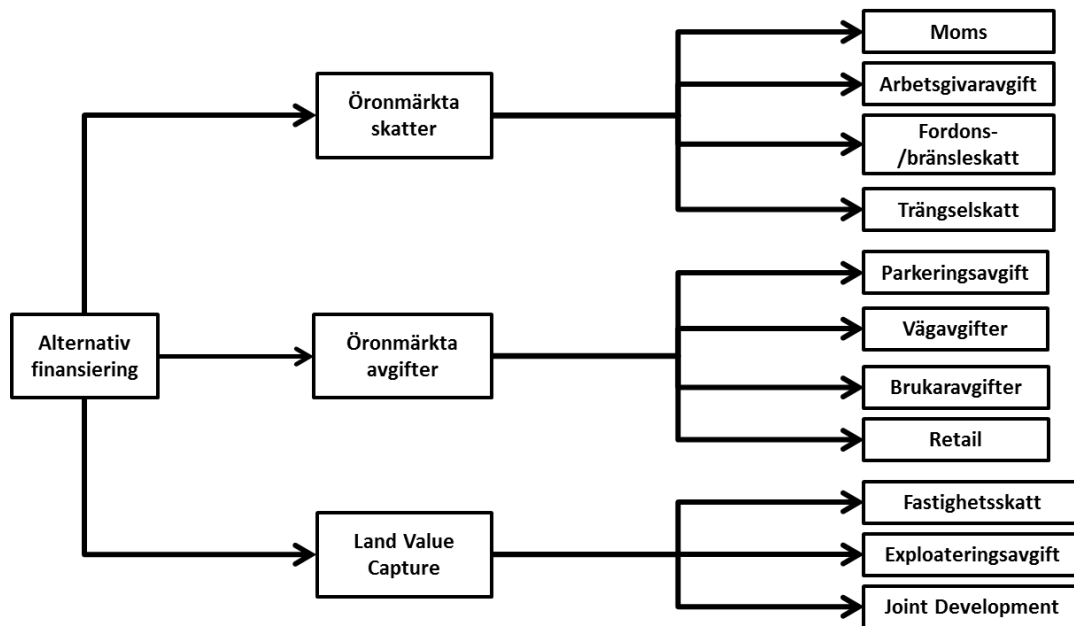 Alternativ
finansiering
Öronmärkta
skatter
Moms
Arbetsgivaravgift
Fordons-
/bränsleskatt
Trängselskatt
Öronmärkta
avgifter
Parkeringsavgift
Vägavgifter
Brukaravgifter
Retail
Land Value
Capture
Fastighetsskatt
Exploateringsavgift
Joint Development